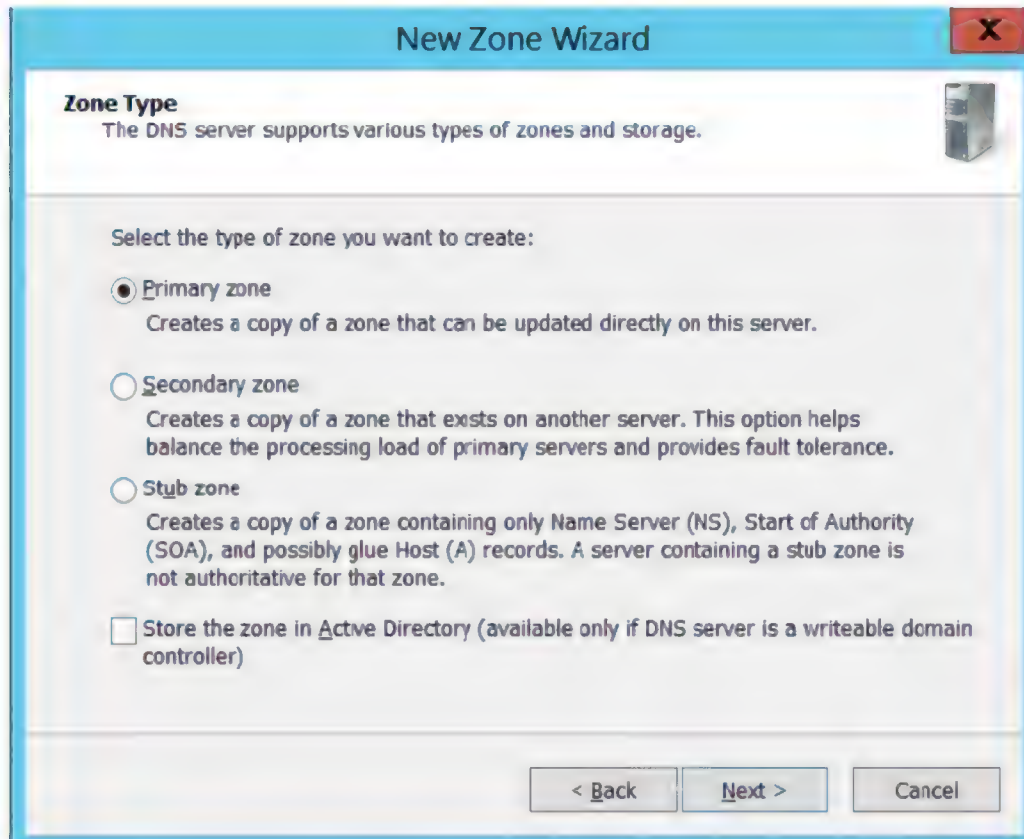 New Zone Wizard
X
Zone Type
The DNS server supports various types of zones and storage.
Select the type of zone you want to create:
Primary zone
Creates a copy of a zone that can be updated directly on this server.
Secondary zone
Creates a copy of a zone that exists on another server. This option helps
balance the processing load of primary servers and provides fault tolerance.
Stub zone
Creates a copy of a zone containing only Name Server (NS), Start of Authority
(SOA), and possibly glue Host (A) records. A server containing a stub zone is
not authoritative for that zone.
Store the zone in Active Directory (available only if DNS server is a writeable domain
controller)
< Back Next > Cancel